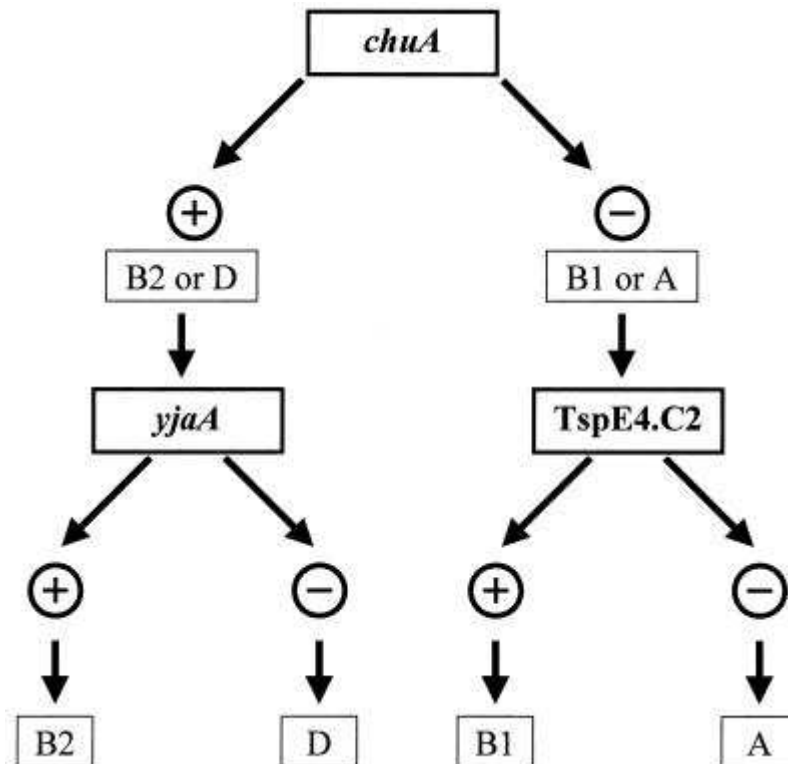 chuA
+
−
B2 or D
B1 or A
yjaA
TspE4.C2
+
−
+
−
B2
D
B1
A